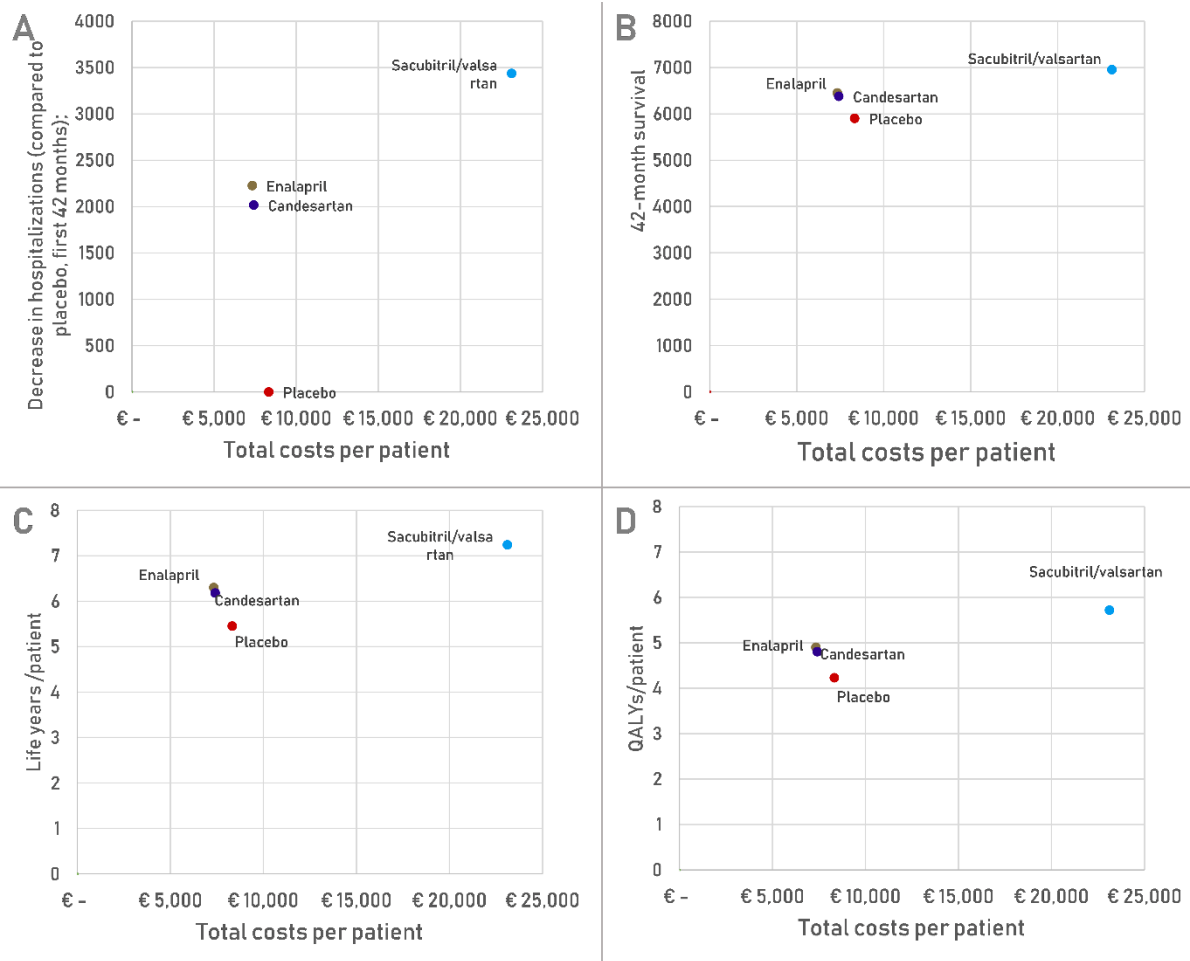 A
Decrease in hospitalizations (compared to
placebo, first 42 months);
4000
3500
3000
2500
2000
1500
1000
500
0
Sacubitril/valsa
rtan
Enalapril
Candesartan
Placebo
€ -
€ 5,000
€ 10,000
€ 15,000
€ 20,000
€ 25,000
Total costs per patient
B
42-month survival
8000
7000
6000
5000
4000
3000
2000
1000
0
Sacubitril/valsartan
Enalapril
Candesartan
Placebo
€ -
€ 5,000
€ 10,000
€ 15,000
€ 20,000
€ 25,000
Total costs per patient
C
Life years /patient
8
7
6
5
4
3
2
1
0
Sacubitril/valsa
rtan
Enalapril
Candesartan
Placebo
€ -
€ 5,000
€ 10,000
€ 15,000
€ 20,000
€ 25,000
Total costs per patient
D
QALYs/patient
8
7
6
5
4
3
2
1
0
Sacubitril/valsartan
Enalapril
Candesartan
Placebo
€ -
€ 5,000
€ 10,000
€ 15,000
€ 20,000
€ 25,000
Total costs per patient